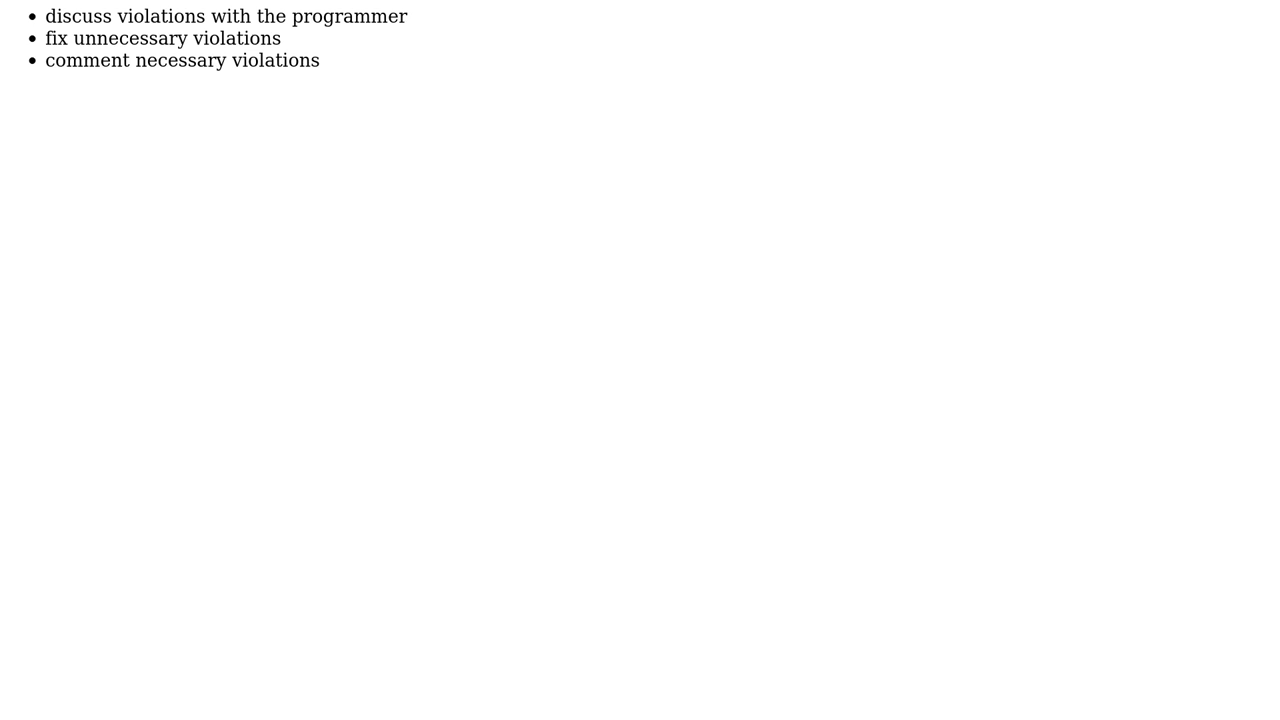 • discuss violations with the programmer
• fix unnecessary violations
• comment necessary violations